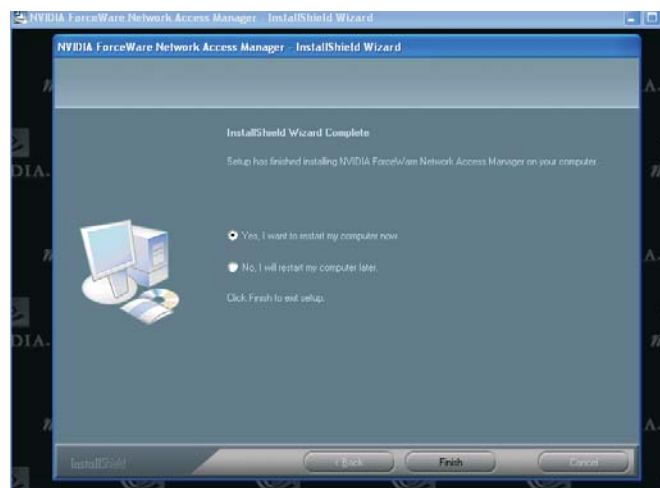 NVIDIA ForceWare Network Access Manager - InstallShield Wizard
NVIDIA ForceWare Network Access Manager - InstallShield Wizard
InstallShield Wizard Complete
Setup has finished installing NVIDIA ForceWare Network Access Manager on your computer.
Yes, I want to restart my computer now.
No, I will restart my computer later.
Click Finish to exit setup.
DIA.
DIA.
InstallShield
< Back
Finish
Cancel